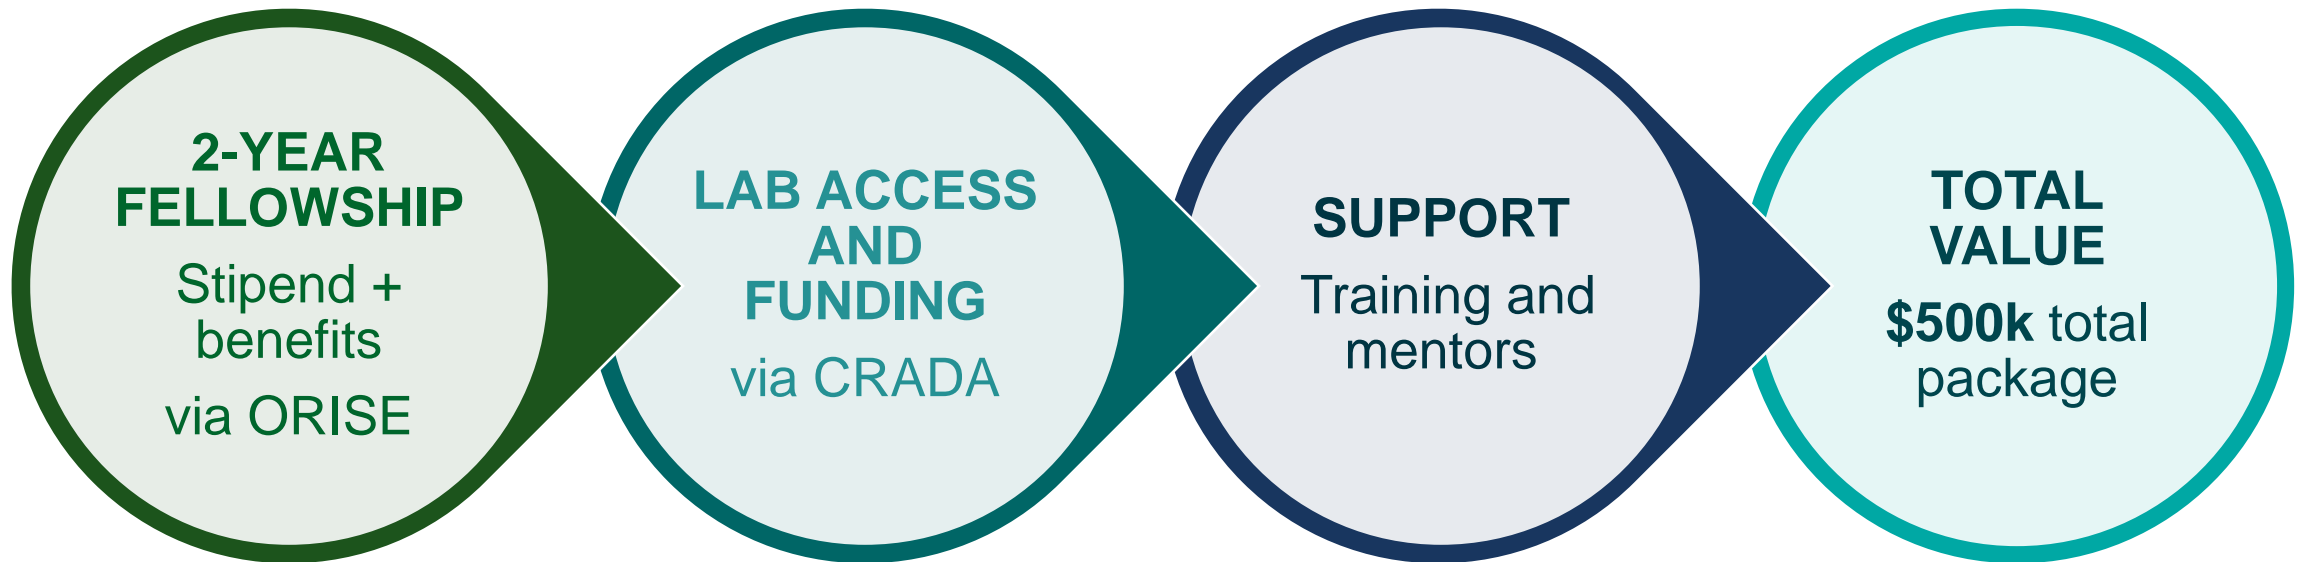 2-YEAR
FELLOWSHIP
Stipend +
benefits
via ORISE
LAB ACCESS
AND
FUNDING
via CRADA
SUPPORT
Training and
mentors
TOTAL
VALUE
$500k total
package